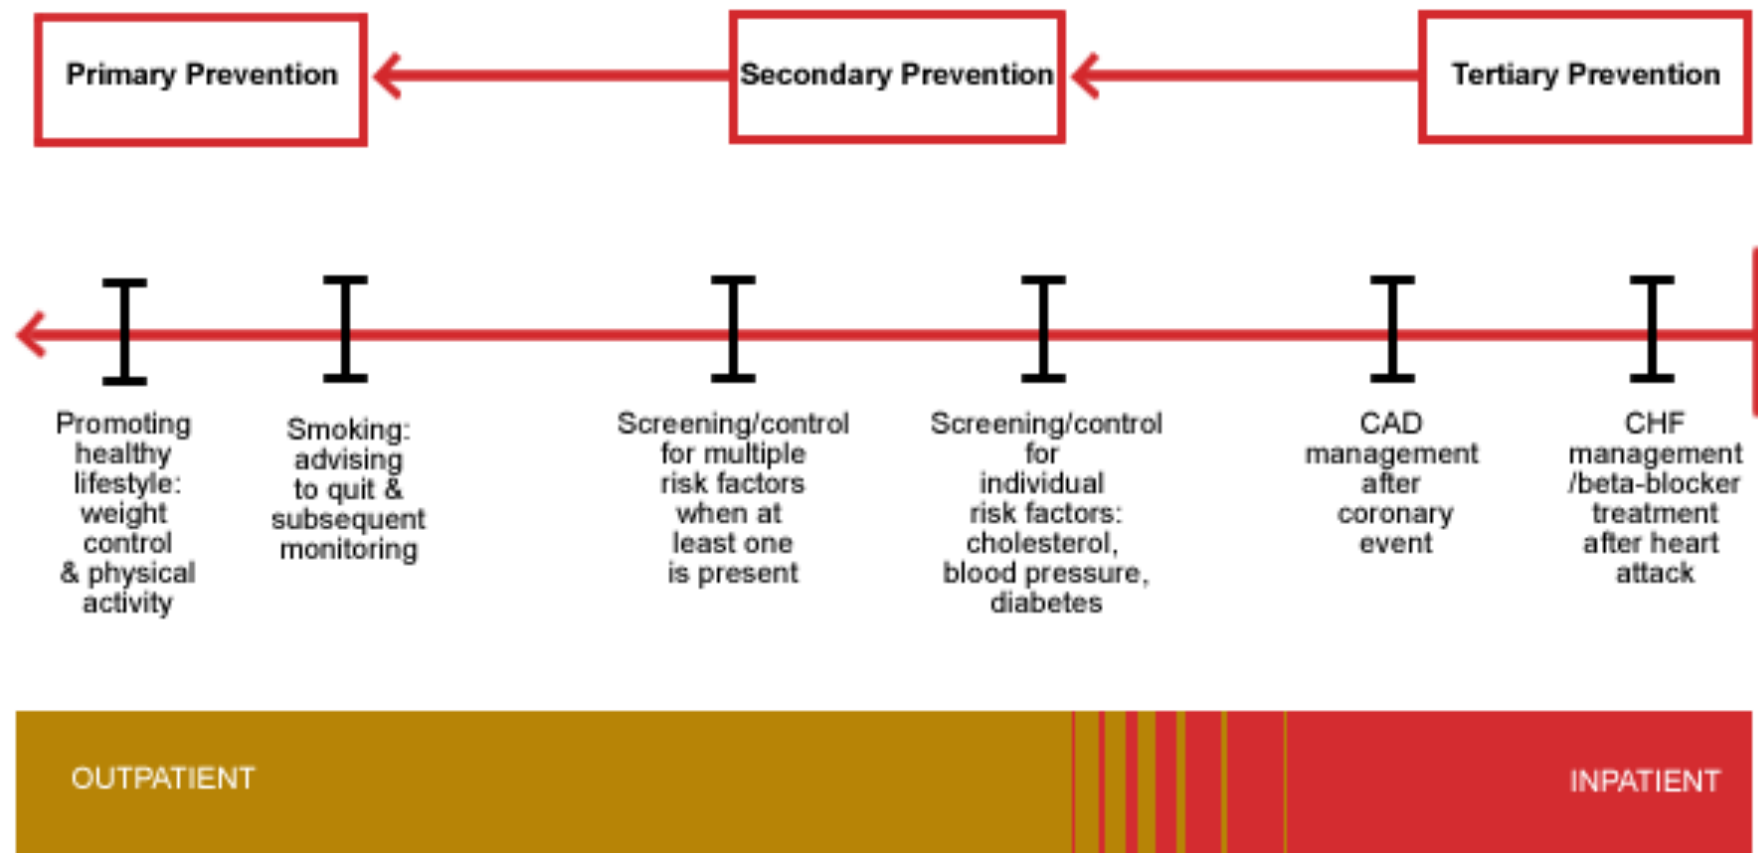 Primary Prevention
Secondary Prevention
Tertiary Prevention
Promoting
healthy
lifestyle:
weight
control
& physical
activity
Smoking:
advising
to quit &
subsequent
monitoring
Screening/control
for multiple
risk factors
when at
least one
is present
Screening/control
for
individual
risk factors:
cholesterol,
blood pressure,
diabetes
CAD
management
after
coronary
event
CHF
management
/beta-blocker
treatment
after heart
attack
OUTPATIENT
INPATIENT